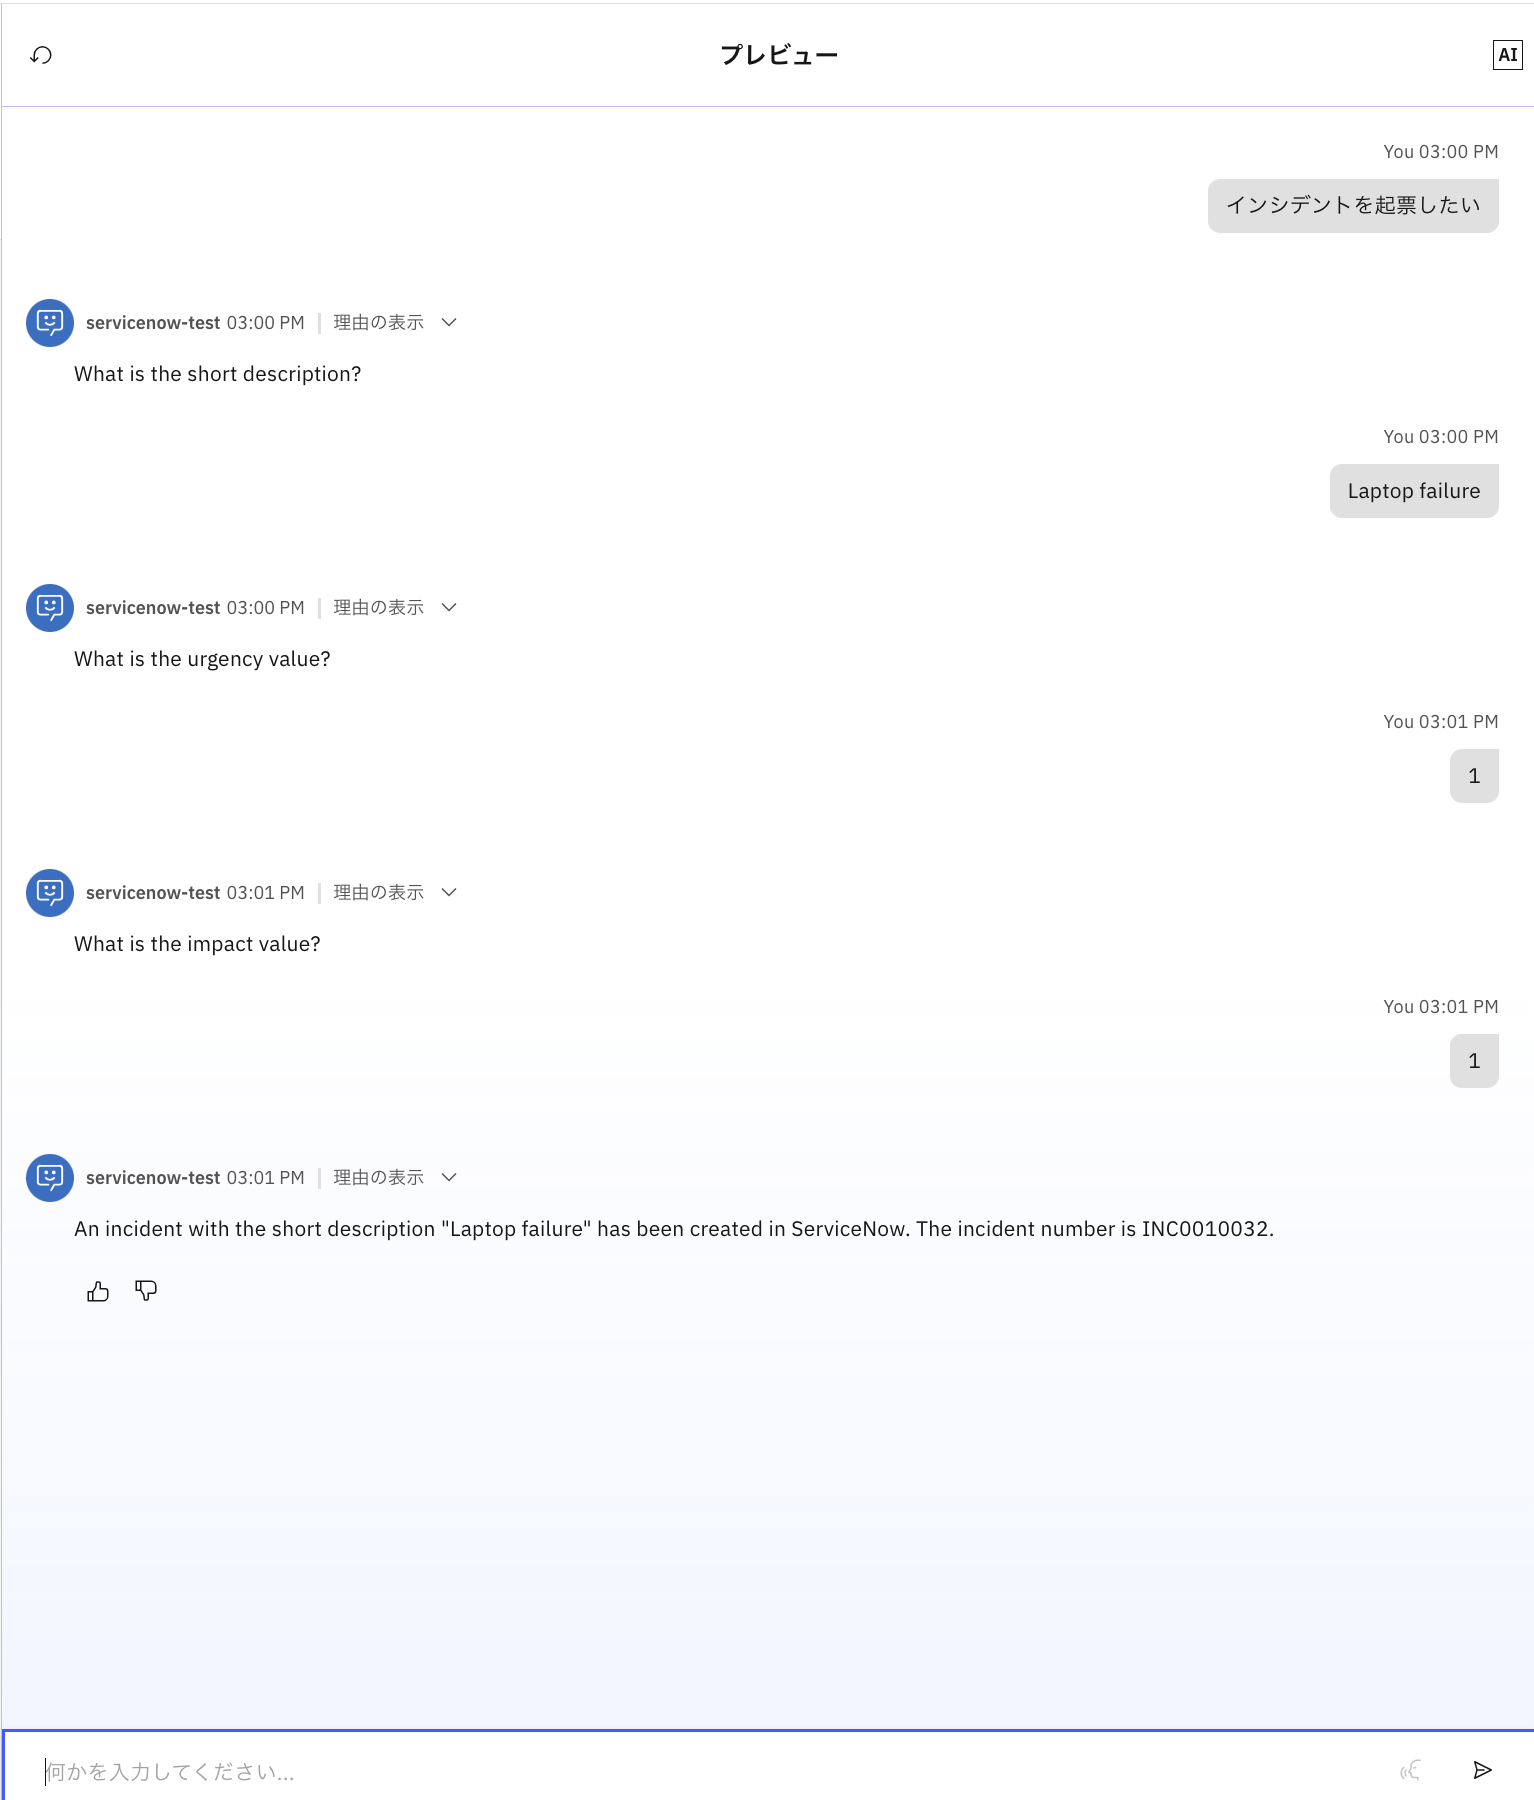 プレビュー
AI
You 03:00 PM
インシデントを起票したい
servicenow-test 03:00 PM | 理由の表示
What is the short description?
You 03:00 PM
Laptop failure
servicenow-test 03:00 PM | 理由の表示
What is the urgency value?
You 03:01 PM
1
servicenow-test 03:01 PM | 理由の表示
What is the impact value?
You 03:01 PM
1
servicenow-test 03:01 PM | 理由の表示
An incident with the short description "Laptop failure" has been created in ServiceNow. The incident number is INC0010032.
何かを入力してください...